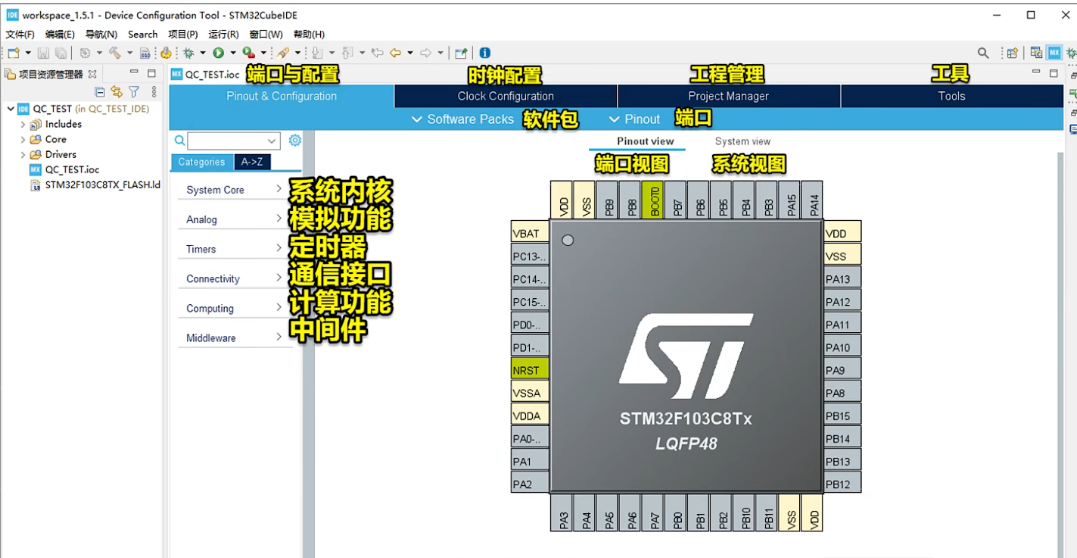 workspace_1.5.1 - Device Configuration Tool - STM32CubeIDE
文件(F) 编辑(E) 导航(N) Search 项目(P) 运行(R) 窗口(W) 帮助(H)
项目资源管理器
QC_TEST.ioc
端口与配置 时钟配置 工程管理 工具
Pinout & Configuration Clock Configuration Project Manager Tools
Software Packs 软件包 Pinout 端口
Pinout view System view
端口视图 系统视图
QC_TEST (in QC_TEST_IDE)
Includes
Core
Drivers
QC_TEST.ioc
STM32F103C8TX_FLASH.ld
Categories A->Z
System Core 系统内核
Analog 模拟功能
Timers 定时器
Connectivity 通信接口
Computing 计算功能
Middleware 中间件
VDD VSS PB9 PB8 BOOT0 PB7 PB6 PB5 PB4 PB3 PA15 PA14
VBAT
PC13-..
PC14-..
PC15-..
PD0-..
PD1-..
NRST
VSSA
VDDA
PA0-..
PA1
PA2
STM32F103C8Tx
LQFP48
VDD
VSS
PA13
PA12
PA11
PA10
PA9
PA8
PB15
PB14
PB13
PB12
PA3 PA4 PA5 PA6 PA7 PB0 PB1 PB2 PB10 PB11 VSS VDD